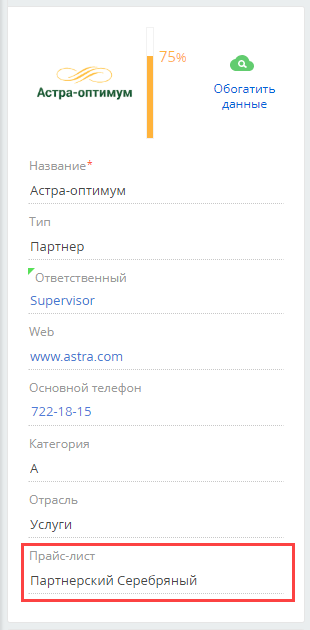 Астра-оптимум
75%
Обогатить
данные
Название*
Астра-оптимум
Тип
Партнер
Ответственный
Supervisor
Web
www.astra.com
Основной телефон
722-18-15
Категория
А
Отрасль
Услуги
Прайс-лист
Партнерский Серебряный